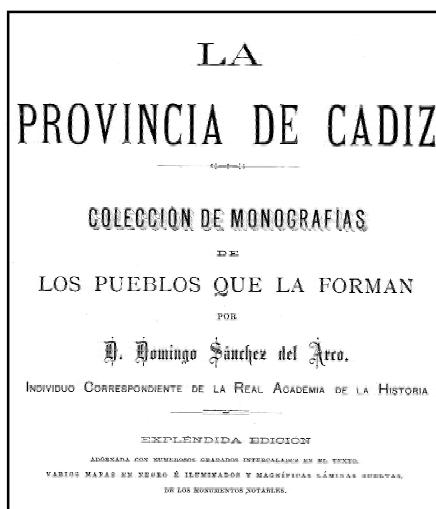 LA
PROVINCIA DE CADIZ
COLECCION DE MONOGRAFÍAS
DE
LOS PUEBLOS QUE LA FORMAN
POR
D. Domingo Sánchez del Arco.
INDIVIDUO CORRESPONDIENTE DE LA REAL ACADEMIA DE LA HISTORIA
EXPLÉNDIDA EDICION
ADORNADA CON NUMEROSOS GRABADOS INTERCALADOS EN EL TEXTO,
VARIOS MAPAS EN NEGRO É ILUMINADOS Y MAGNÍFICAS LÁMINAS SUELTAS,
DE LOS MONUMENTOS NOTABLES.